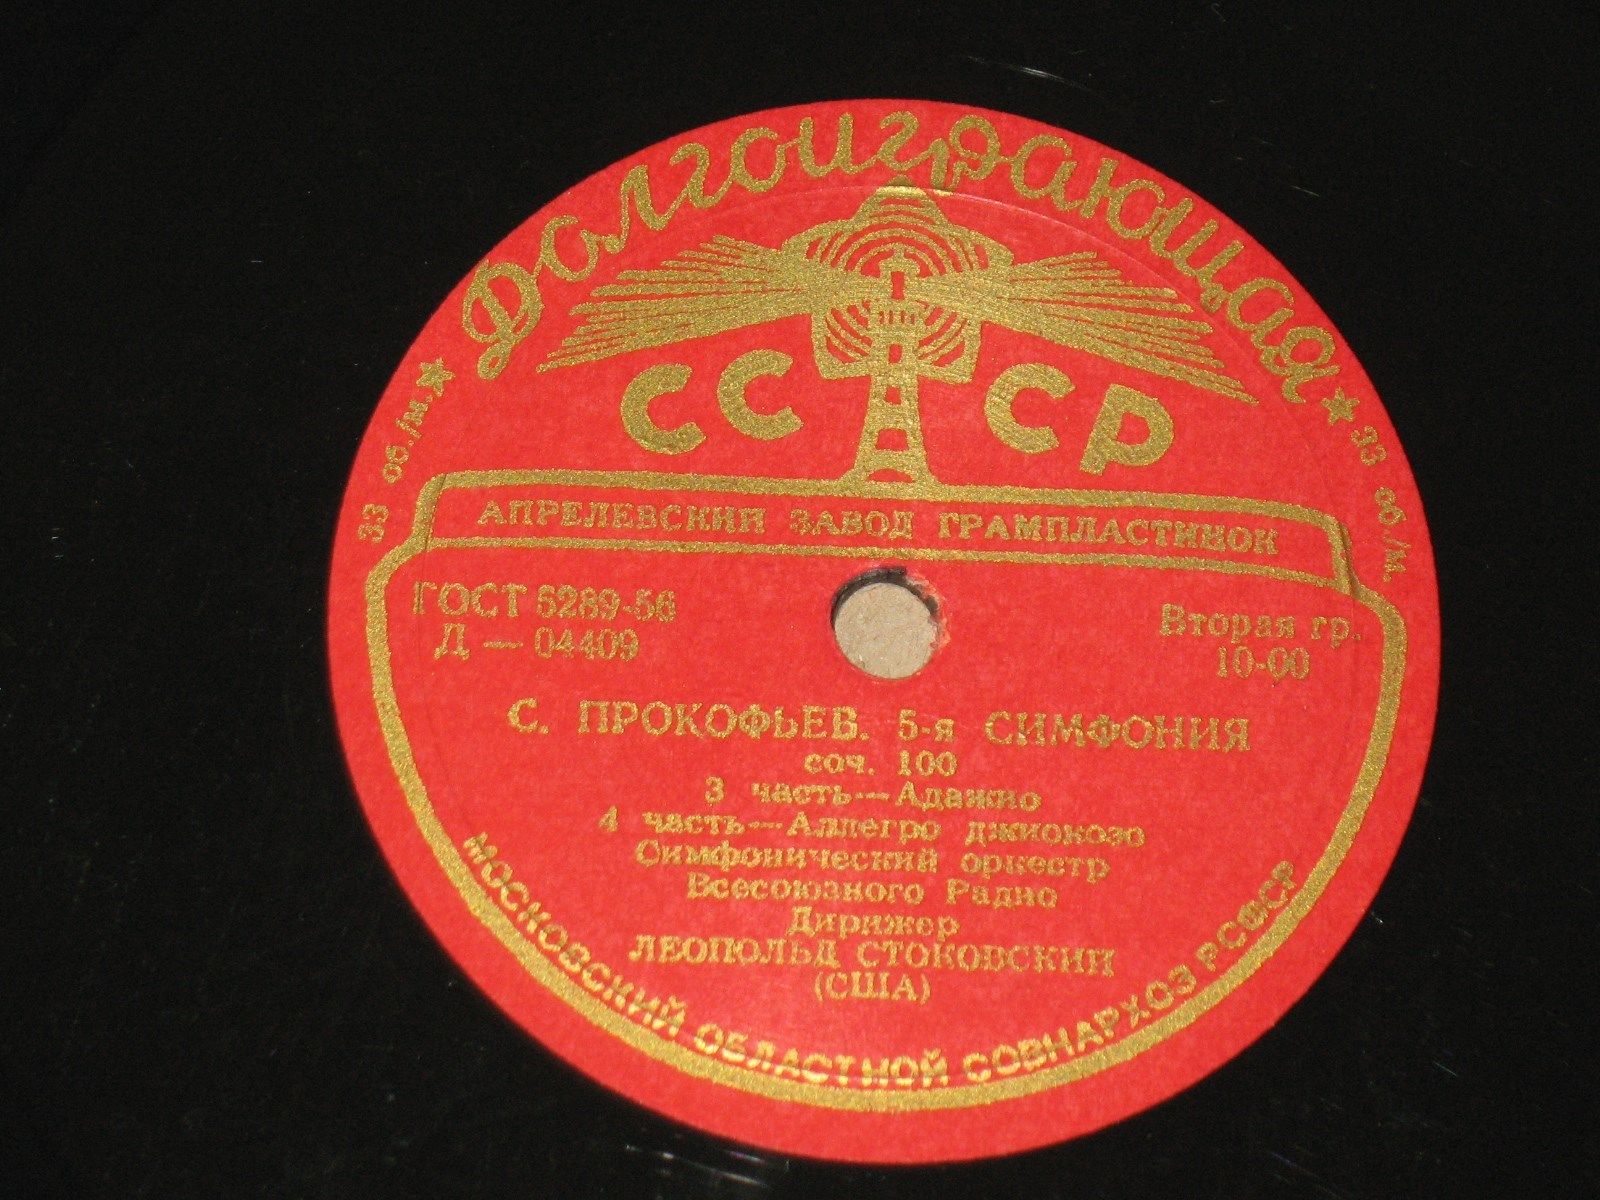 Долгоиграющая
33 об./м.
33 об./м.
СССР
АПРЕЛЕВСКИЙ ЗАВОД ГРАМПЛАСТИНОК
ГОСТ 5289-56
Д — 04409
Вторая гр.
10-00
С. ПРОКОФЬЕВ. 5-я СИМФОНИЯ
соч. 100
3 часть — Адажио
4 часть — Аллегро джиокозо
Симфонический оркестр
Всесоюзного Радио
Дирижер
ЛЕОПОЛЬД СТОКОВСКИЙ
(США)
МОСКОВСКИЙ ОБЛАСТНОЙ СОВНАРХОЗ РСФСР